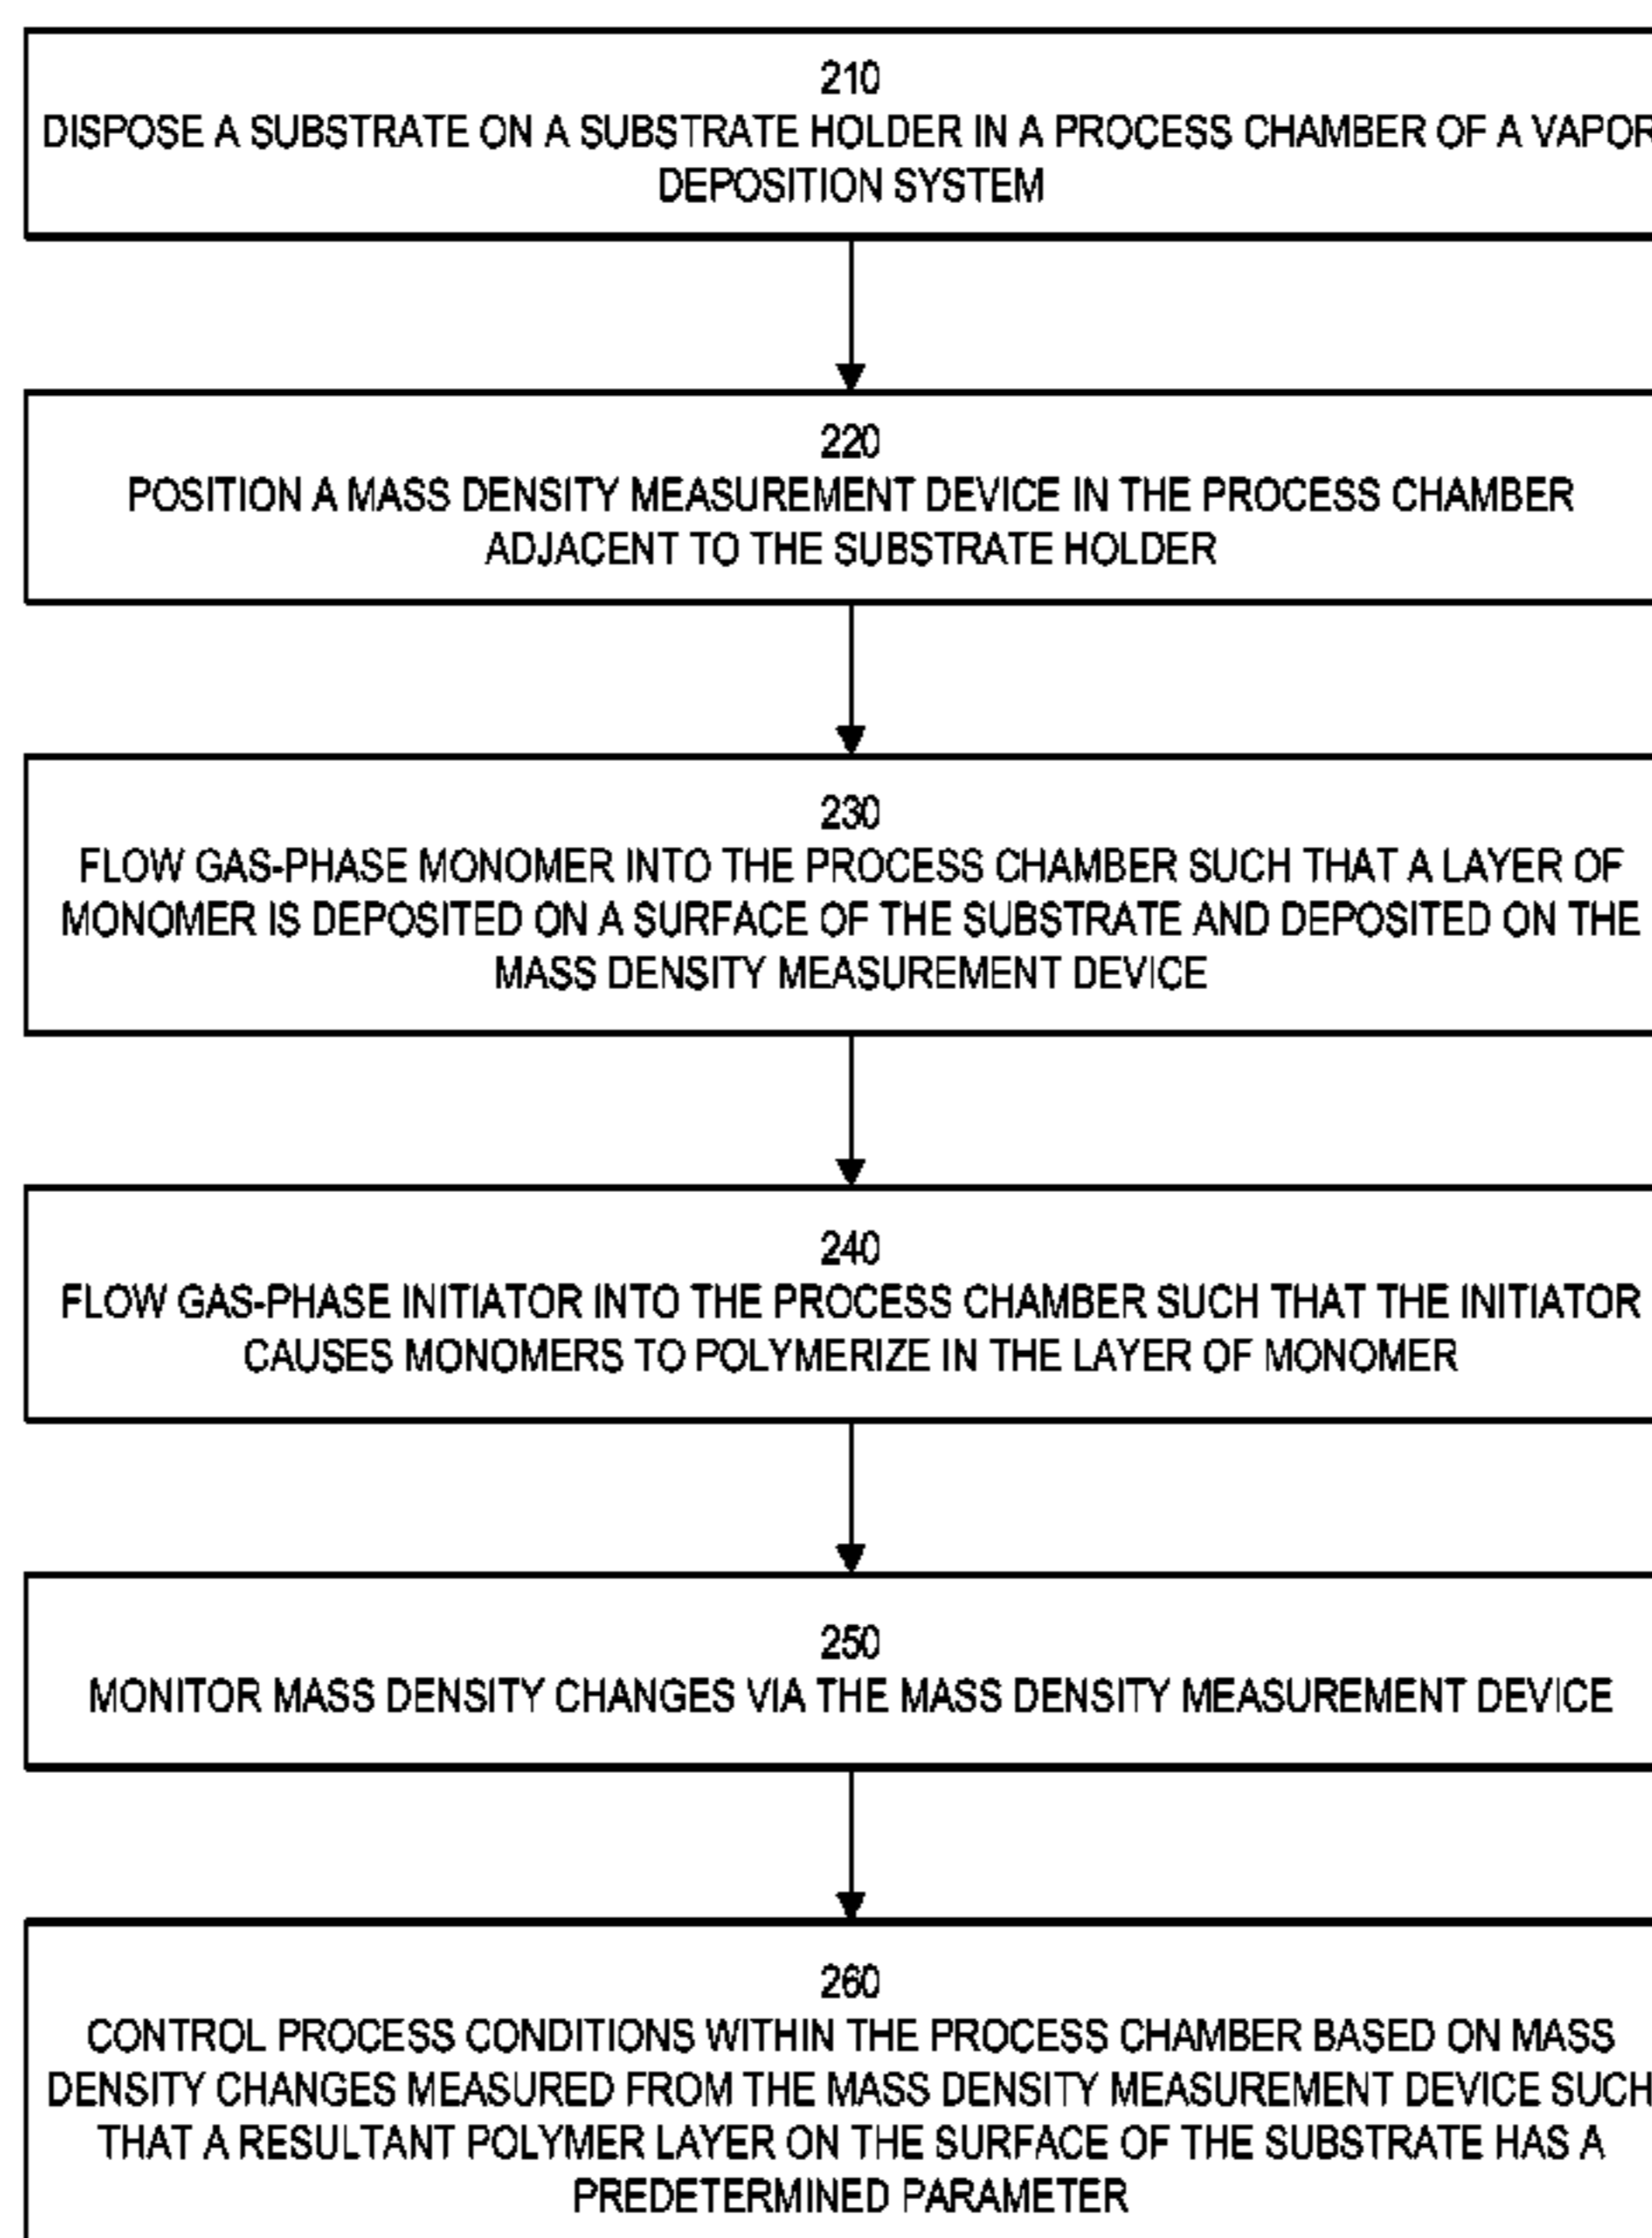 210
DISPOSE A SUBSTRATE ON A SUBSTRATE HOLDER IN A PROCESS CHAMBER OF A VAPOR
DEPOSITION SYSTEM
220
POSITION A MASS DENSITY MEASUREMENT DEVICE IN THE PROCESS CHAMBER
ADJACENT TO THE SUBSTRATE HOLDER
230
FLOW GAS-PHASE MONOMER INTO THE PROCESS CHAMBER SUCH THAT A LAYER OF
MONOMER IS DEPOSITED ON A SURFACE OF THE SUBSTRATE AND DEPOSITED ON THE
MASS DENSITY MEASUREMENT DEVICE
240
FLOW GAS-PHASE INITIATOR INTO THE PROCESS CHAMBER SUCH THAT THE INITIATOR
CAUSES MONOMERS TO POLYMERIZE IN THE LAYER OF MONOMER
250
MONITOR MASS DENSITY CHANGES VIA THE MASS DENSITY MEASUREMENT DEVICE
260
CONTROL PROCESS CONDITIONS WITHIN THE PROCESS CHAMBER BASED ON MASS
DENSITY CHANGES MEASURED FROM THE MASS DENSITY MEASUREMENT DEVICE SUCH
THAT A RESULTANT POLYMER LAYER ON THE SURFACE OF THE SUBSTRATE HAS A
PREDETERMINED PARAMETER